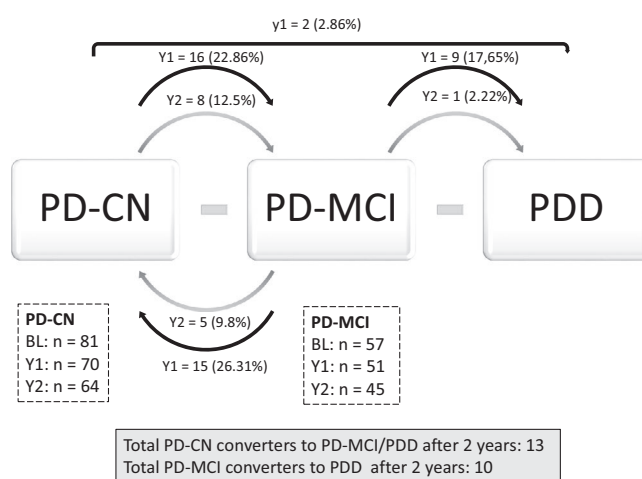 y1 = 2 (2.86%)
Y1 = 16 (22.86%)
Y1 = 9 (17,65%)
Y2 = 8 (12.5%)
Y2 = 1 (2.22%)
PD-CN
PD-MCI
PDD
Y2 = 5 (9.8%)
Y1 = 15 (26.31%)
PD-CN
BL: n = 81
Y1: n = 70
Y2: n = 64
PD-MCI
BL: n = 57
Y1: n = 51
Y2: n = 45
Total PD-CN converters to PD-MCI/PDD after 2 years: 13
Total PD-MCI converters to PDD after 2 years: 10